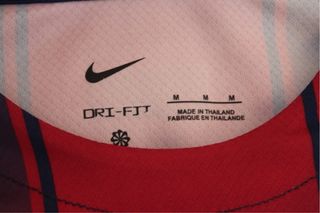 DRI-FIT
M M M
MADE IN THAILAND
FABRIQUE EN THAILANDE